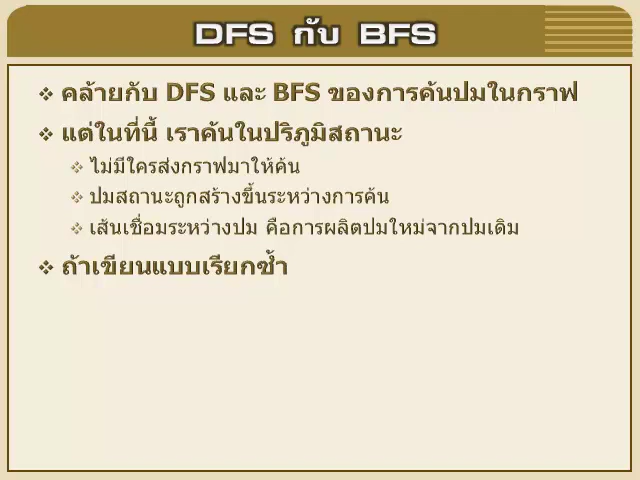 DFS กับ BFS
คล้ายกับ DFS และ BFS ของการค้นปมในกราฟ
แต่ในที่นี้ เราค้นในปริภูมิสถานะ
ไม่มีใครส่งกราฟมาให้ค้น
ปมสถานะถูกสร้างขึ้นระหว่างการค้น
เส้นเชื่อมระหว่างปม คือการผลิตปมใหม่จากปมเดิม
ถ้าเขียนแบบเรียกซ้ำ